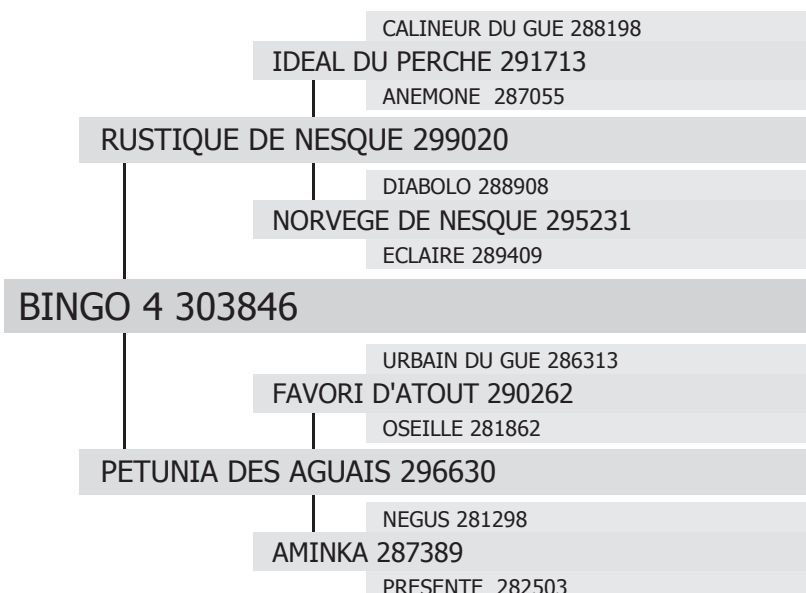 CALINEUR DU GUE 288198
IDEAL DU PERCHE 291713
ANEMONE 287055
RUSTIQUE DE NESQUE 299020
DIABOLO 288908
NORVEGE DE NESQUE 295231
ECLAIRE 289409
BINGO 4 303846
URBAIN DU GUE 286313
FAVORI D'ATOUT 290262
OSEILLE 281862
PETUNIA DES AGUAIS 296630
NEGUS 281298
AMINKA 287389
PRESENTE 282503